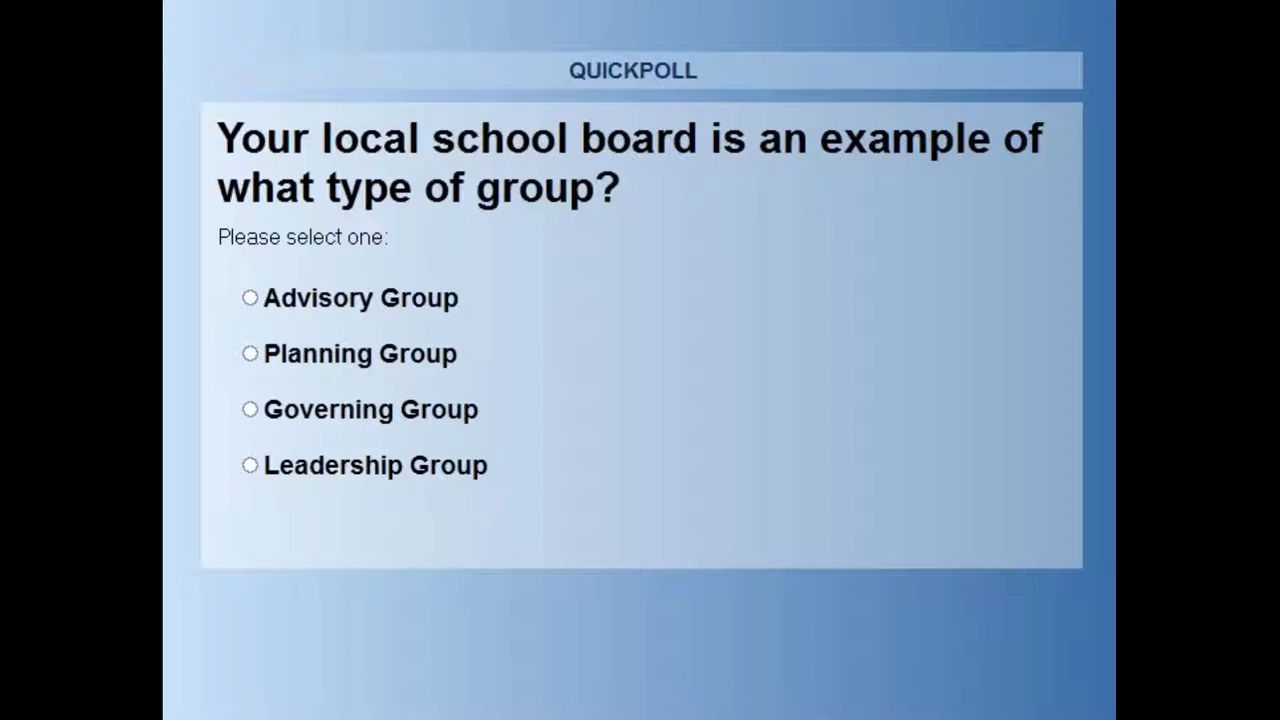 QUICKPOLL
Your local school board is an example of
what type of group?
Please select one:
Advisory Group
Planning Group
Governing Group
Leadership Group